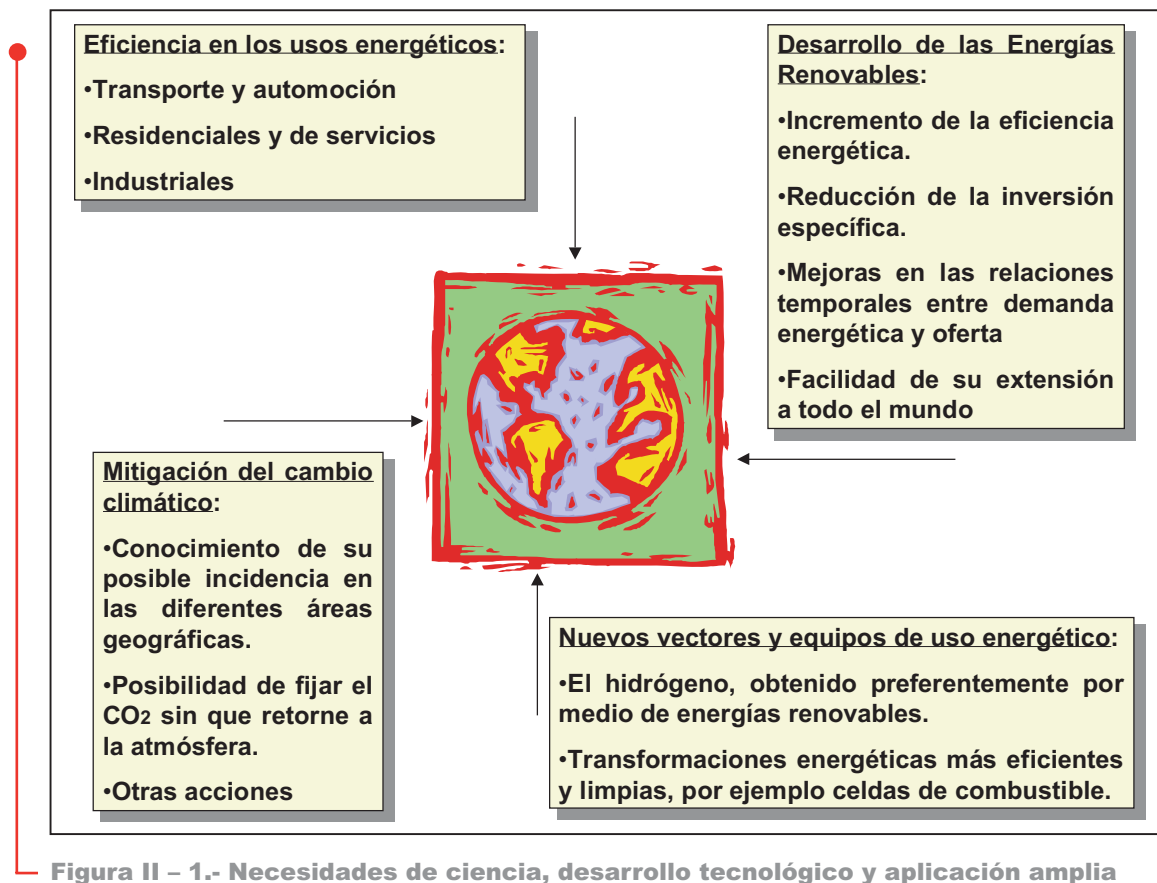 Eficiencia en los usos energéticos:
•Transporte y automoción
•Residenciales y de servicios
•Industriales
Desarrollo de las Energías
Renovables:
•Incremento de la eficiencia
energética.
•Reducción de la inversión
específica.
•Mejoras en las relaciones
temporales entre demanda
energética y oferta
•Facilidad de su extensión
a todo el mundo
Mitigación del cambio
climático:
•Conocimiento de su
posible incidencia en
las diferentes áreas
geográficas.
•Posibilidad de fijar el
CO2 sin que retorne a
la atmósfera.
•Otras acciones
Nuevos vectores y equipos de uso energético:
•El hidrógeno, obtenido preferentemente por
medio de energías renovables.
•Transformaciones energéticas más eficientes
y limpias, por ejemplo celdas de combustible.
Figura II – 1.- Necesidades de ciencia, desarrollo tecnológico y aplicación amplia